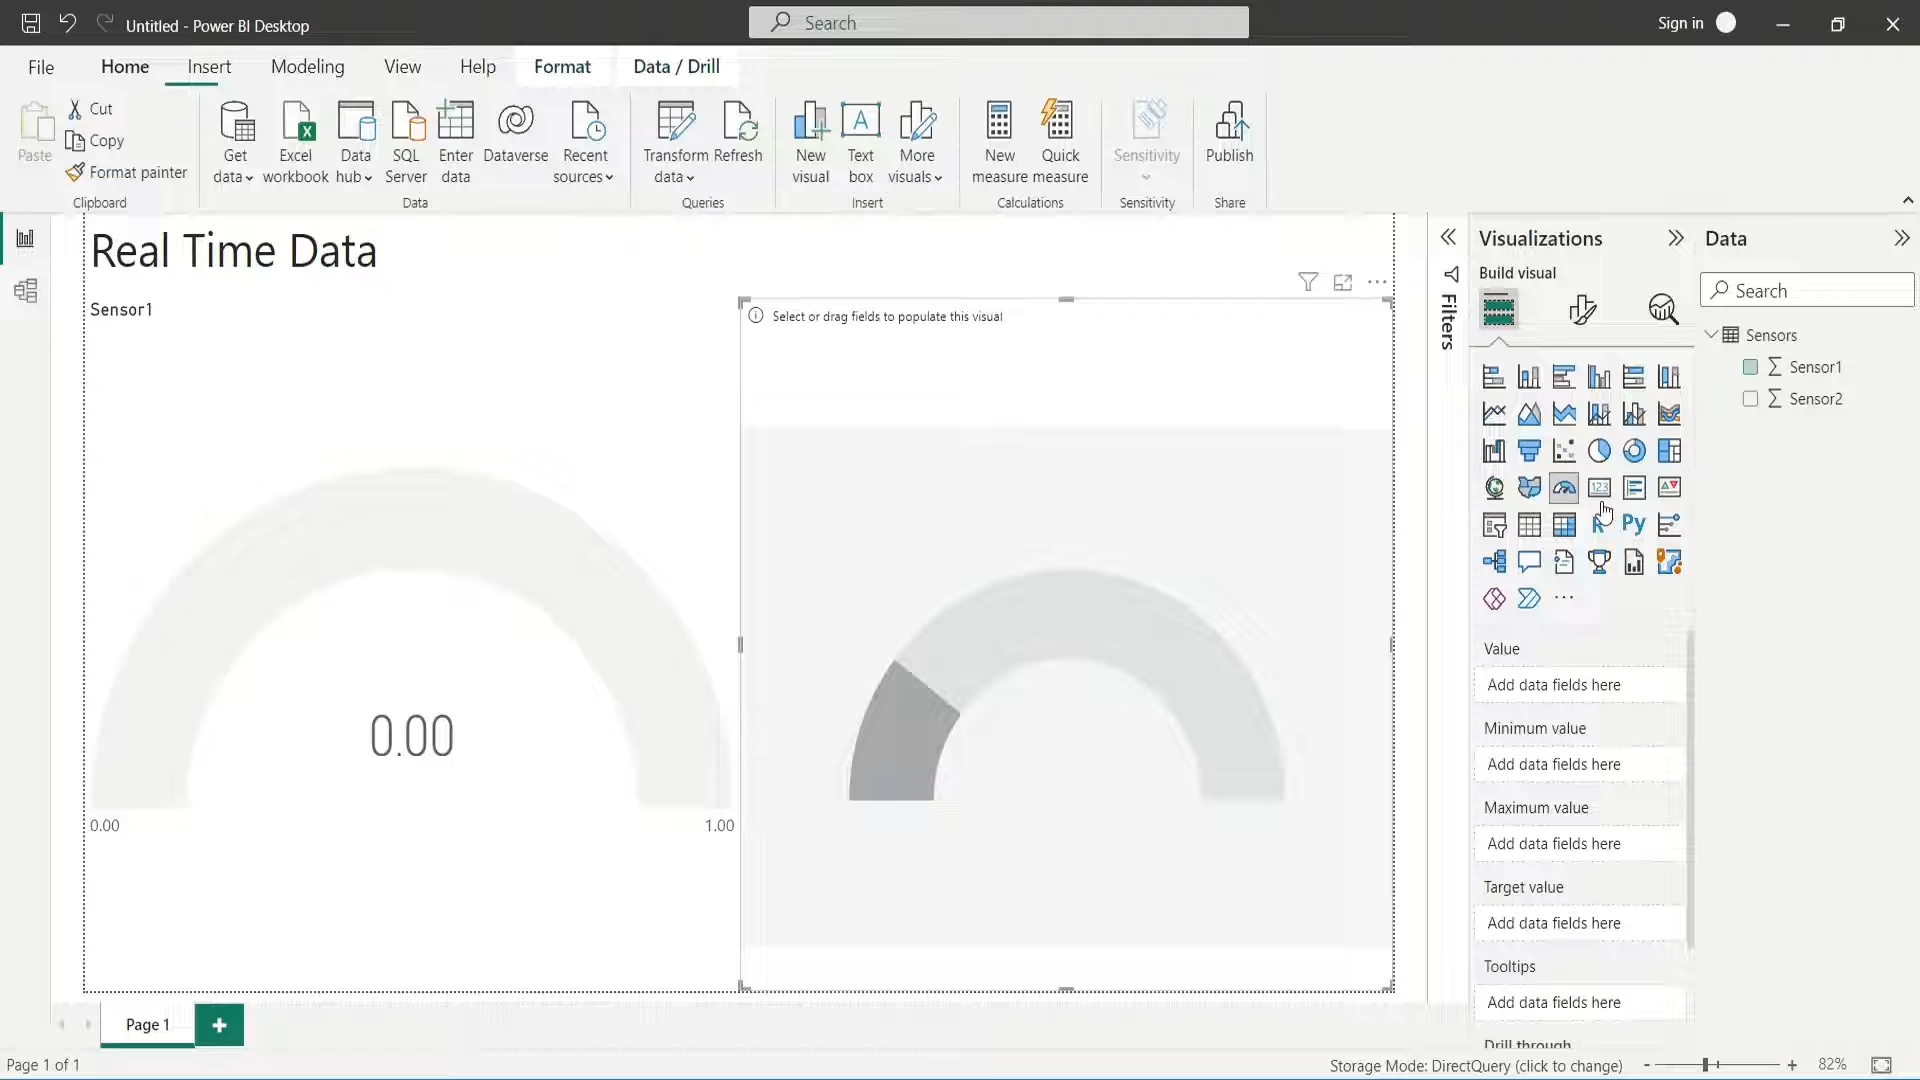 Untitled - Power BI Desktop
Search
Sign in
File
Home
Insert
Modeling
View
Help
Format
Data / Drill
Paste
Cut
Copy
Format painter
Clipboard
Get data
Excel workbook
Data hub
SQL Server
Enter data
Dataverse
Recent sources
Data
Transform data
Refresh
Queries
New visual
Text box
More visuals
Insert
New measure
Quick measure
Calculations
Sensitivity
Sensitivity
Publish
Share
Real Time Data
Sensor1
0.00
0.00
1.00
Select or drag fields to populate this visual
Filters
Visualizations
Build visual
123
R
Py
Value
Add data fields here
Minimum value
Add data fields here
Maximum value
Add data fields here
Target value
Add data fields here
Tooltips
Add data fields here
Drill through
Data
Search
Sensors
Sensor1
Sensor2
Page 1
Page 1 of 1
Storage Mode: DirectQuery (click to change)
82%